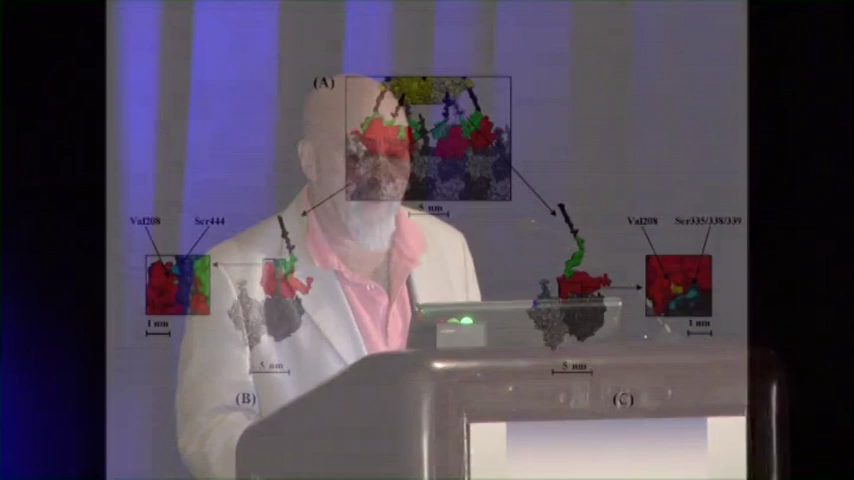 (A)
5 nm
Val208 Ser444
Val208 Ser335/338/339
1 nm
1 nm
5 nm
5 nm
(B)
(C)